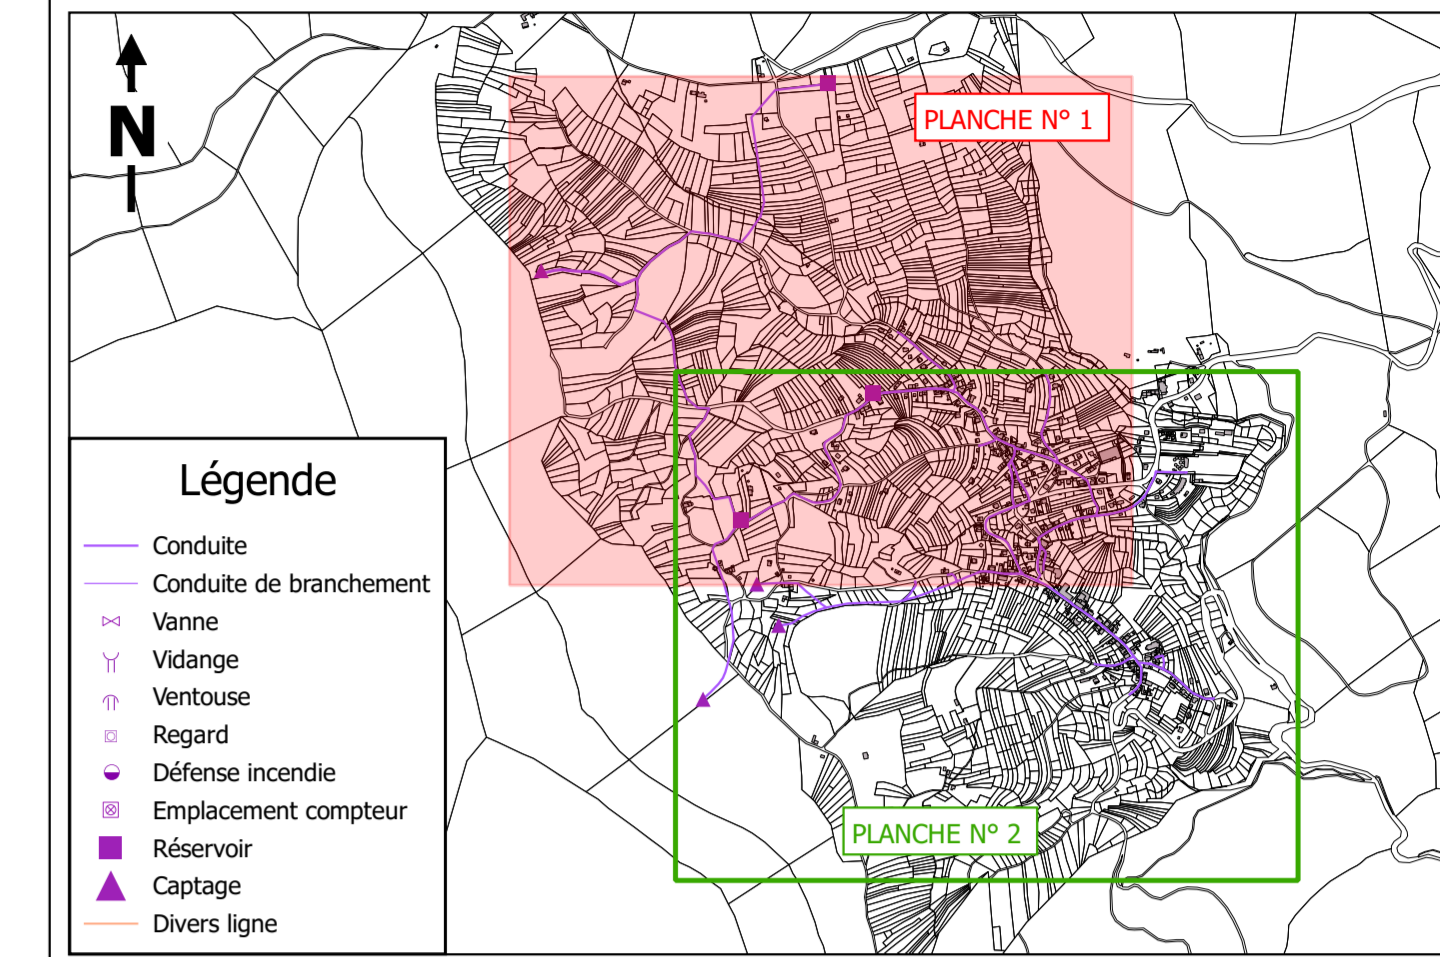 N
PLANCHE N° 1
Légende
Conduite
Conduite de branchement
Vanne
Vidange
Ventouse
Regard
Défense incendie
Emplacement compteur
Réservoir
Captage
Divers ligne
PLANCHE N° 2